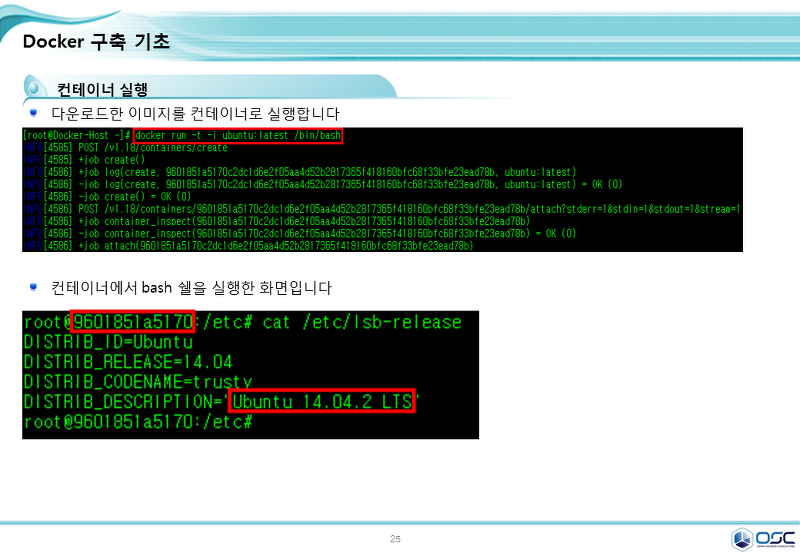 Docker 구축 기초
컨테이너 실행
다운로드한 이미지를 컨테이너로 실행합니다
[root@Docker-Host ~]# docker run -t -i ubuntu:latest /bin/bash
INFO[4585] POST /v1.18/containers/create
INFO[4585] +job create()
INFO[4586] +job log(create, 9601851a5170c2dc1d6e2f05aa4d52b2817365f418160bfc68f33bfe23ead78b, ubuntu:latest)
INFO[4586] -job log(create, 9601851a5170c2dc1d6e2f05aa4d52b2817365f418160bfc68f33bfe23ead78b, ubuntu:latest) = OK (0)
INFO[4586] -job create() = OK (0)
INFO[4586] POST /v1.18/containers/9601851a5170c2dc1d6e2f05aa4d52b2817365f418160bfc68f33bfe23ead78b/attach?stderr=1&stdin=1&stdout=1&stream=1
INFO[4586] +job container_inspect(9601851a5170c2dc1d6e2f05aa4d52b2817365f418160bfc68f33bfe23ead78b)
INFO[4586] -job container_inspect(9601851a5170c2dc1d6e2f05aa4d52b2817365f418160bfc68f33bfe23ead78b) = OK (0)
INFO[4586] +job attach(9601851a5170c2dc1d6e2f05aa4d52b2817365f418160bfc68f33bfe23ead78b)
컨테이너에서 bash 쉘을 실행한 화면입니다
root@9601851a5170:/etc# cat /etc/lsb-release
DISTRIB_ID=Ubuntu
DISTRIB_RELEASE=14.04
DISTRIB_CODENAME=trusty
DISTRIB_DESCRIPTION="Ubuntu 14.04.2 LTS"
root@9601851a5170:/etc#
25
OSC